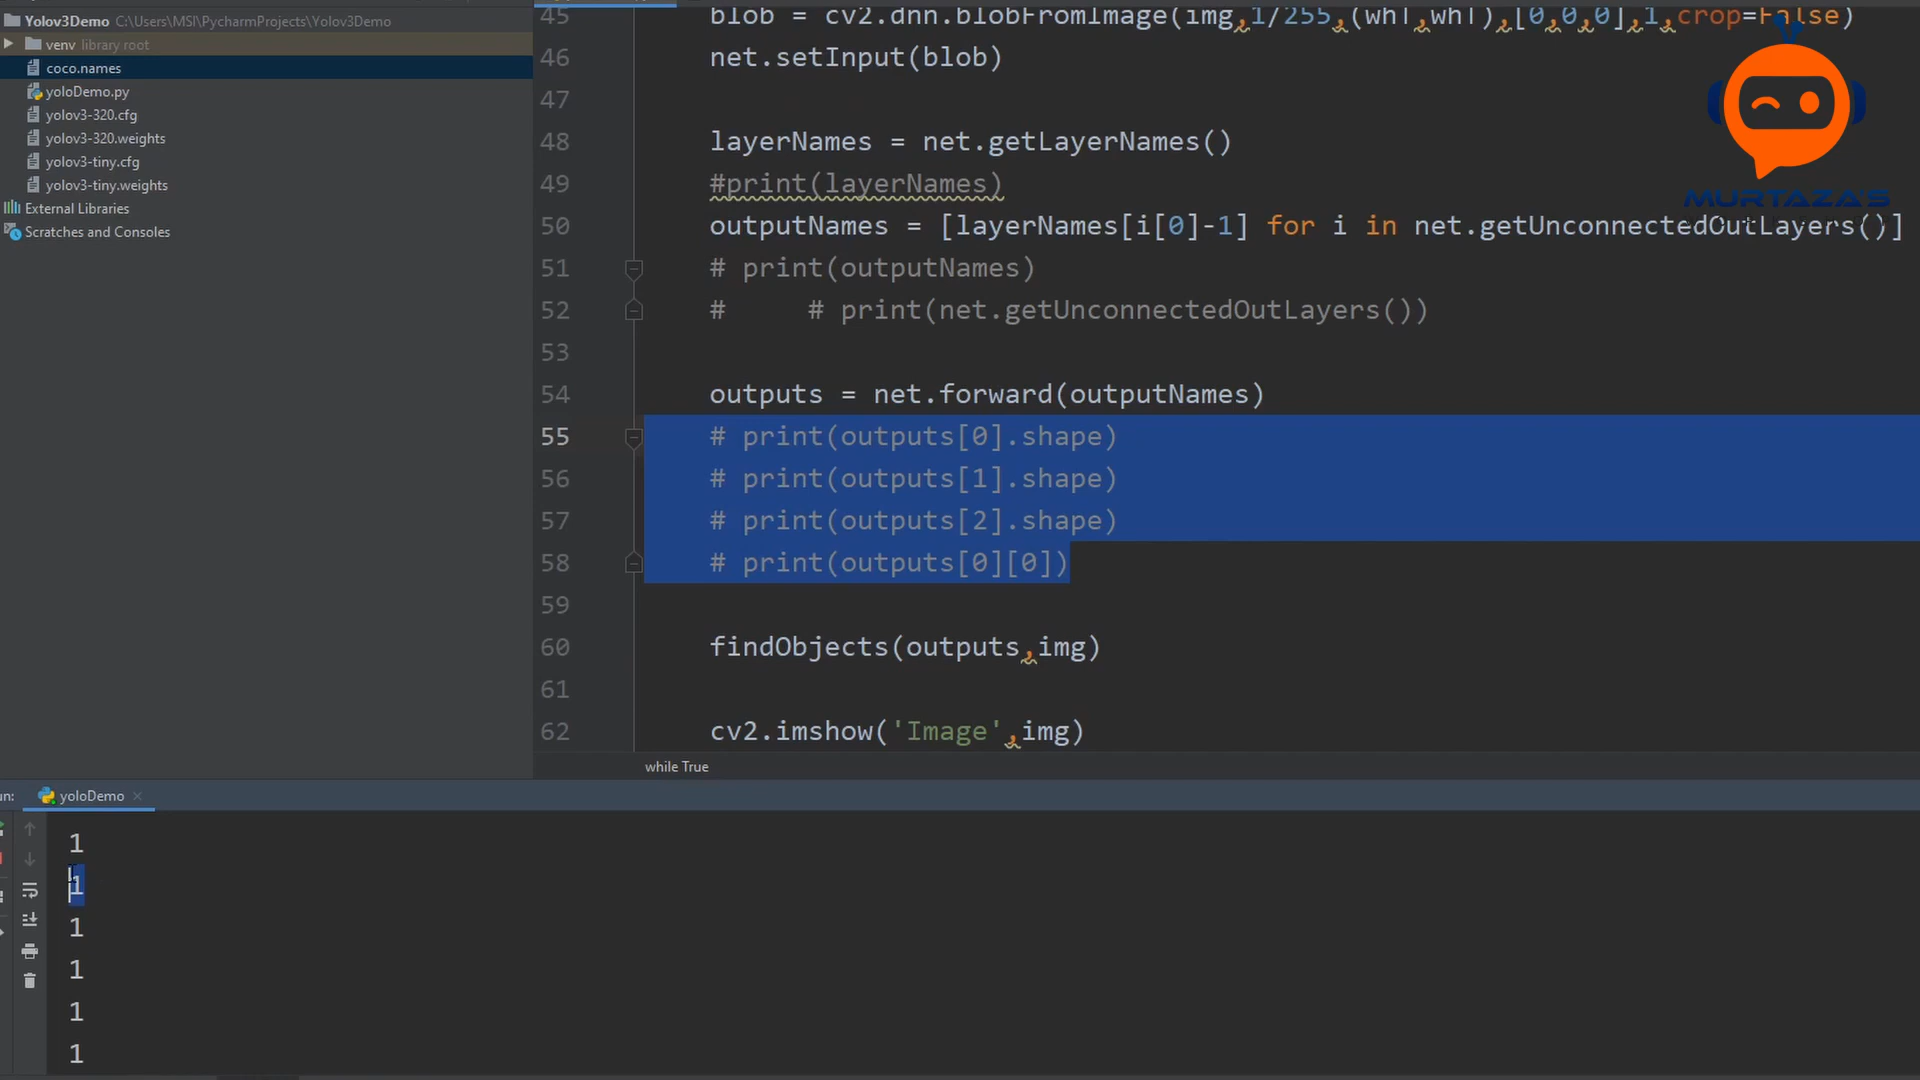 Yolov3Demo C:\Users\MSI\PycharmProjects\Yolov3Demo
venv library root
coco.names
yoloDemo.py
yolov3-320.cfg
yolov3-320.weights
yolov3-tiny.cfg
yolov3-tiny.weights
External Libraries
Scratches and Consoles
45 blob = cv2.dnn.blobFromImage(img,1/255,(whT,whT),[0,0,0],1,crop=False)
46 net.setInput(blob)
47
48 layerNames = net.getLayerNames()
49 #print(layerNames)
50 outputNames = [layerNames[i[0]-1] for i in net.getUnconnectedOutLayers()]
51 # print(outputNames)
52 #     # print(net.getUnconnectedOutLayers())
53
54 outputs = net.forward(outputNames)
55 # print(outputs[0].shape)
56 # print(outputs[1].shape)
57 # print(outputs[2].shape)
58 # print(outputs[0][0])
59
60 findObjects(outputs,img)
61
62 cv2.imshow('Image',img)
while True
MURTAZA'S
un: yoloDemo
1
1
1
1
1
1